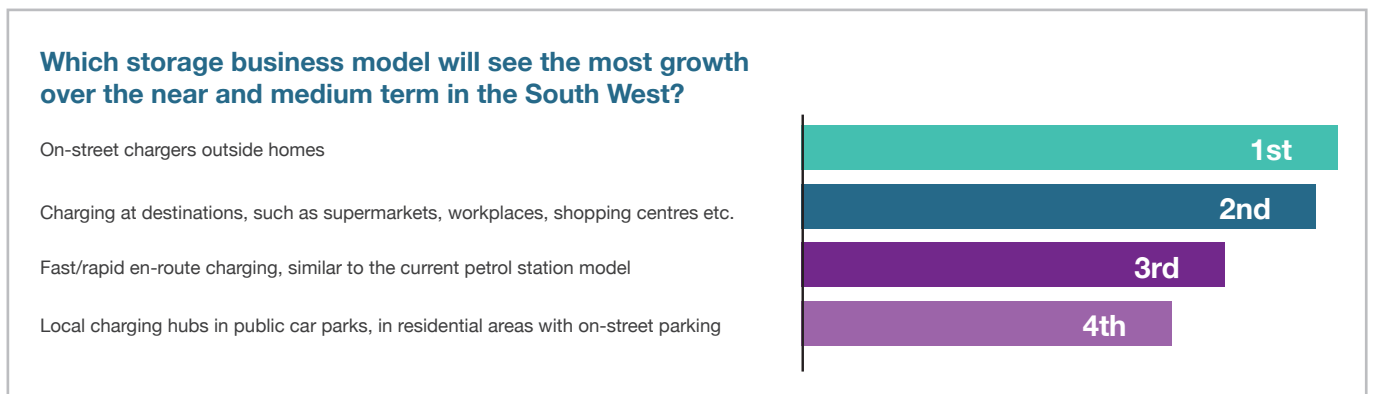 Which storage business model will see the most growth
over the near and medium term in the South West?
On-street chargers outside homes
1st
Charging at destinations, such as supermarkets, workplaces, shopping centres etc.
2nd
Fast/rapid en-route charging, similar to the current petrol station model
3rd
Local charging hubs in public car parks, in residential areas with on-street parking
4th